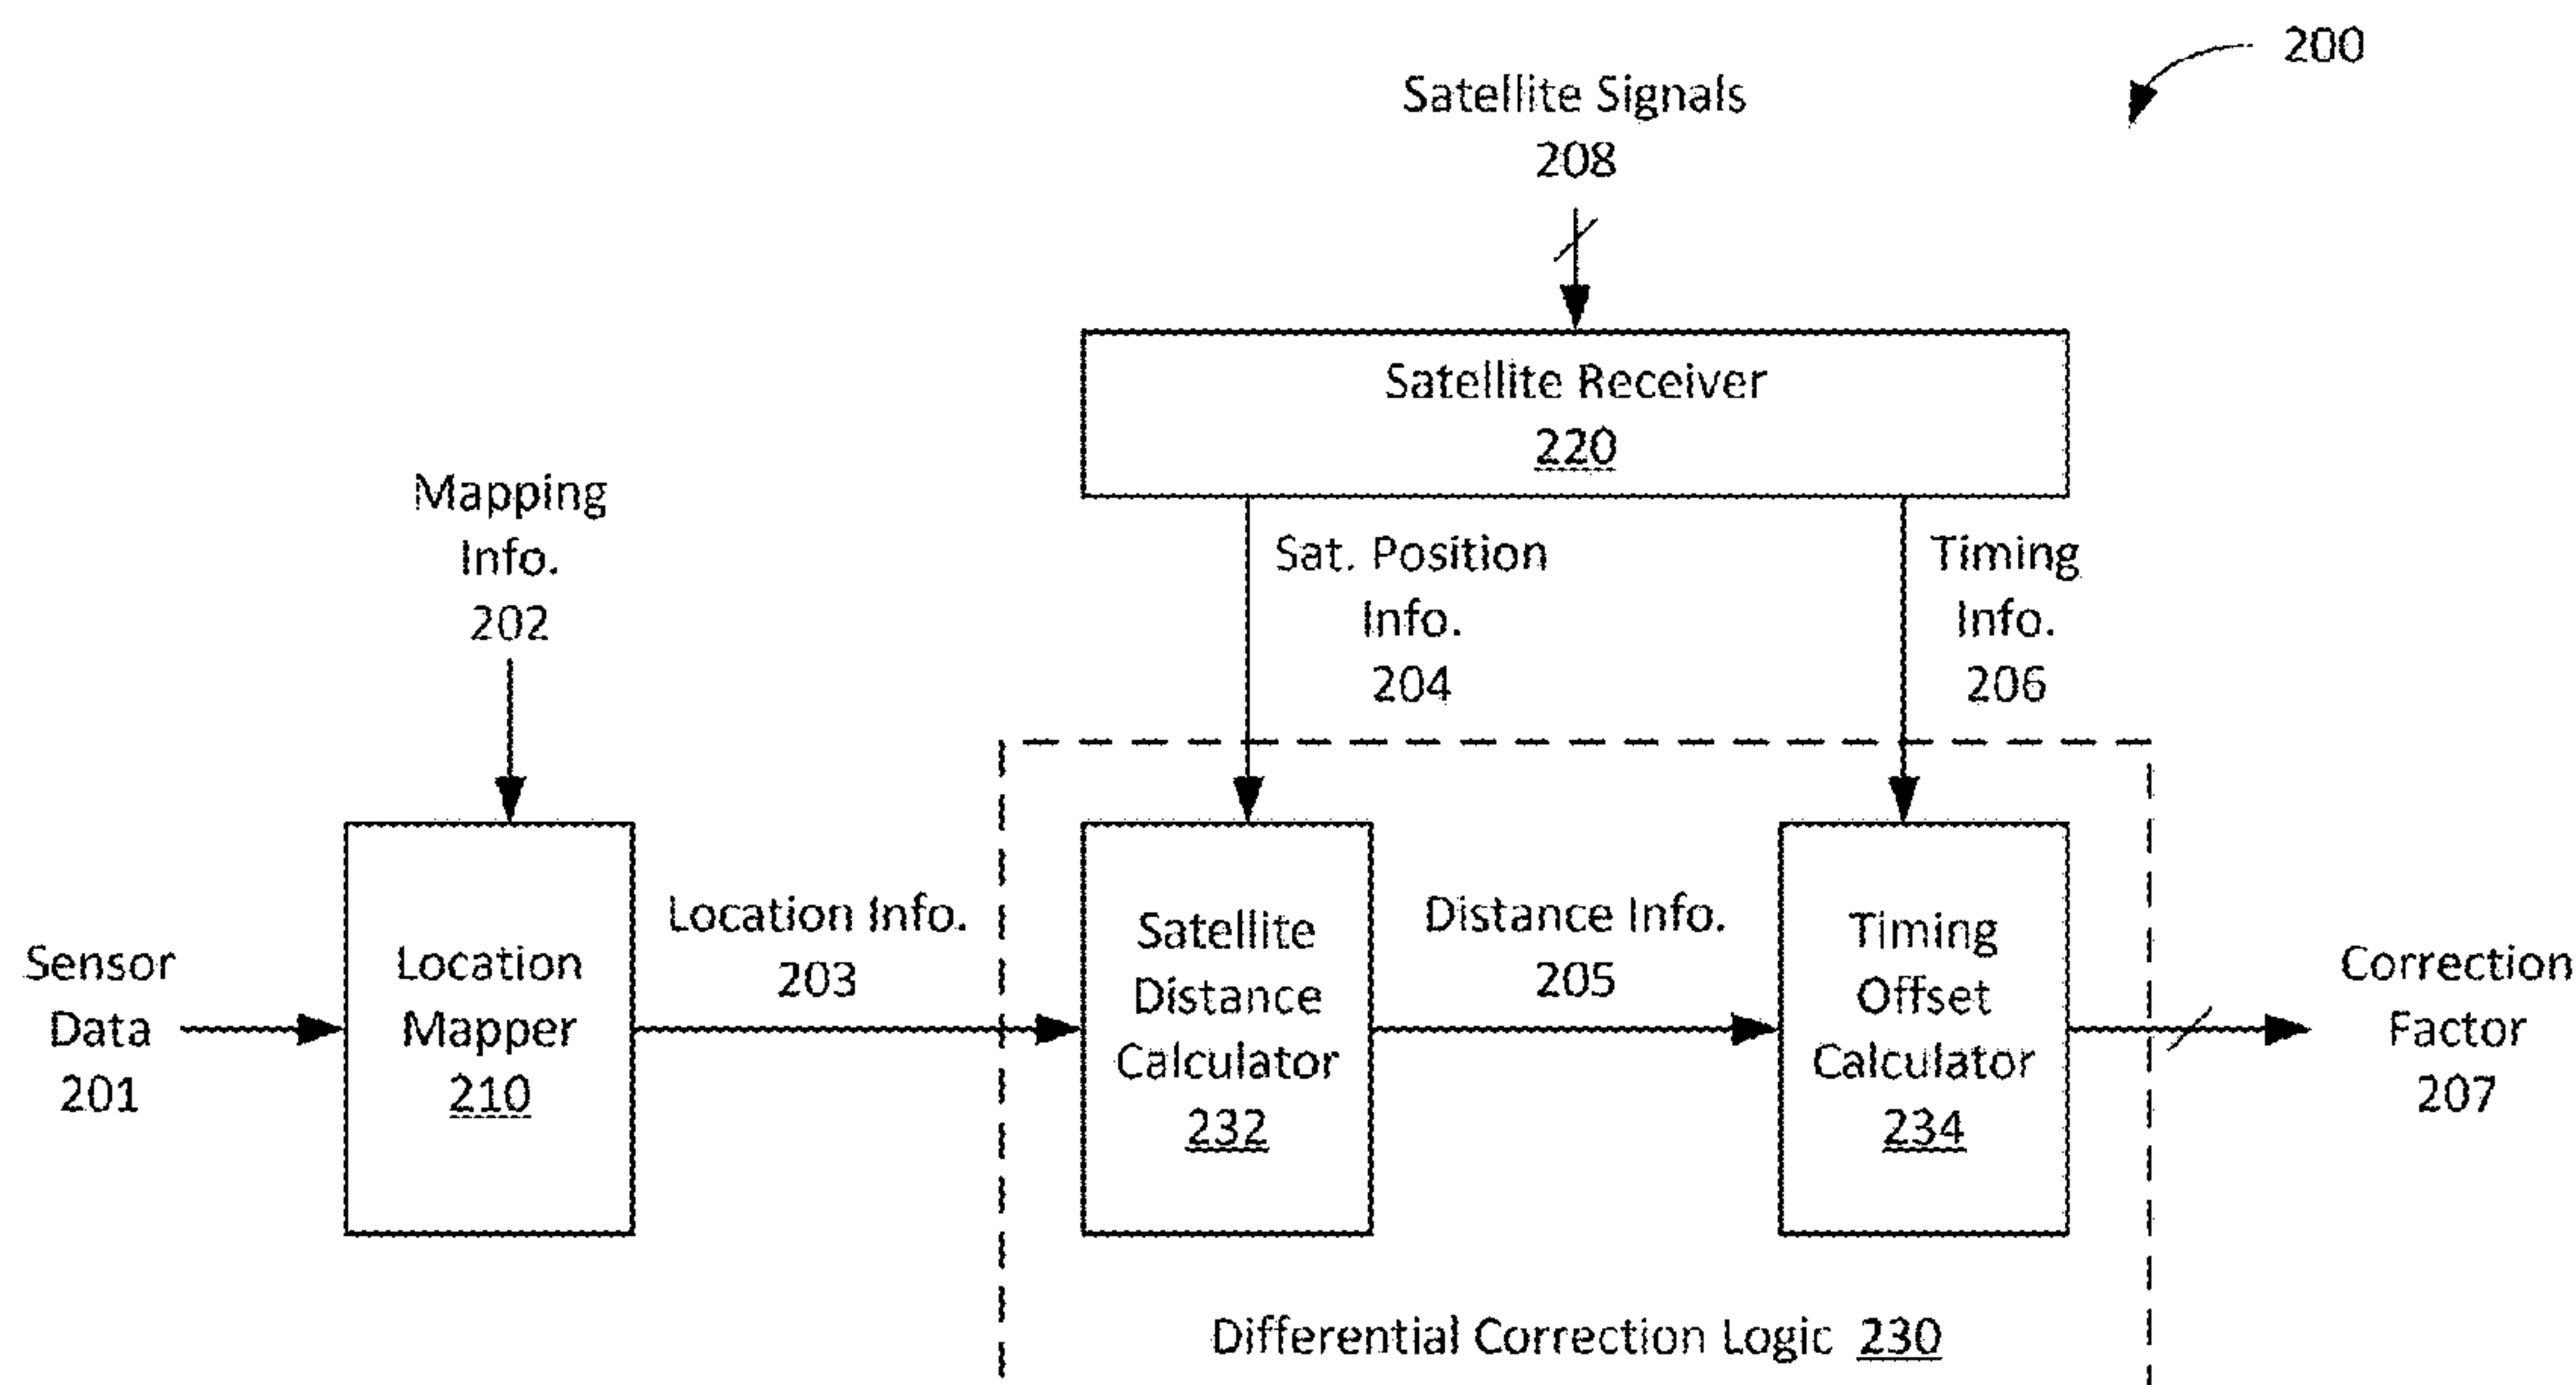 200
Satellite Signals
208
Satellite Receiver
220
Mapping
Info.
202
Sat. Position
Info.
204
Timing
Info.
206
Sensor
Data
201
Location
Mapper
210
Location Info.
203
Satellite
Distance
Calculator
232
Distance Info.
205
Timing
Offset
Calculator
234
Correction
Factor
207
Differential Correction Logic 230